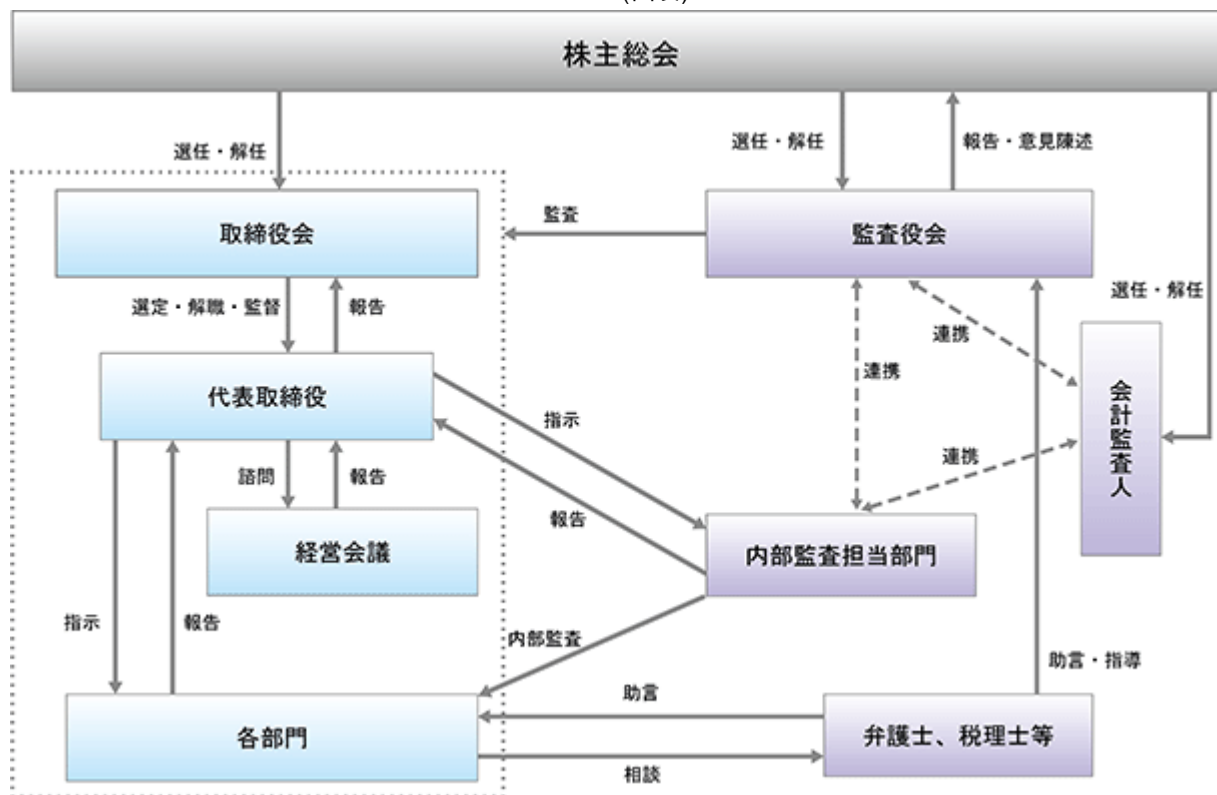 株主総会
選任・解任
選任・解任
報告・意見陳述
取締役会
監査
監査役会
選任・解任
選定・解職・監督
報告
連携
連携
代表取締役
会計監査人
指示
諮問
報告
連携
報告
経営会議
内部監査担当部門
指示
報告
内部監査
助言・指導
各部門
助言
弁護士、税理士等
相談